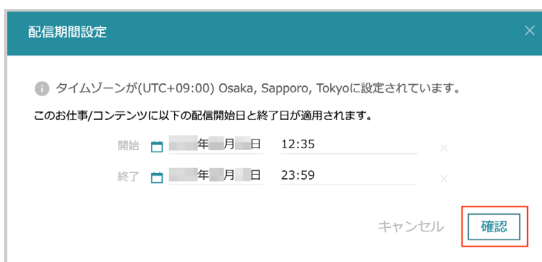 配信期間設定
タイムゾーンが(UTC+09:00) Osaka, Sapporo, Tokyoに設定されています。
このお仕事/コンテンツに以下の配信開始日と終了日が適用されます。
開始 年 月 日 12:35
終了 年 月 日 23:59
キャンセル 確認